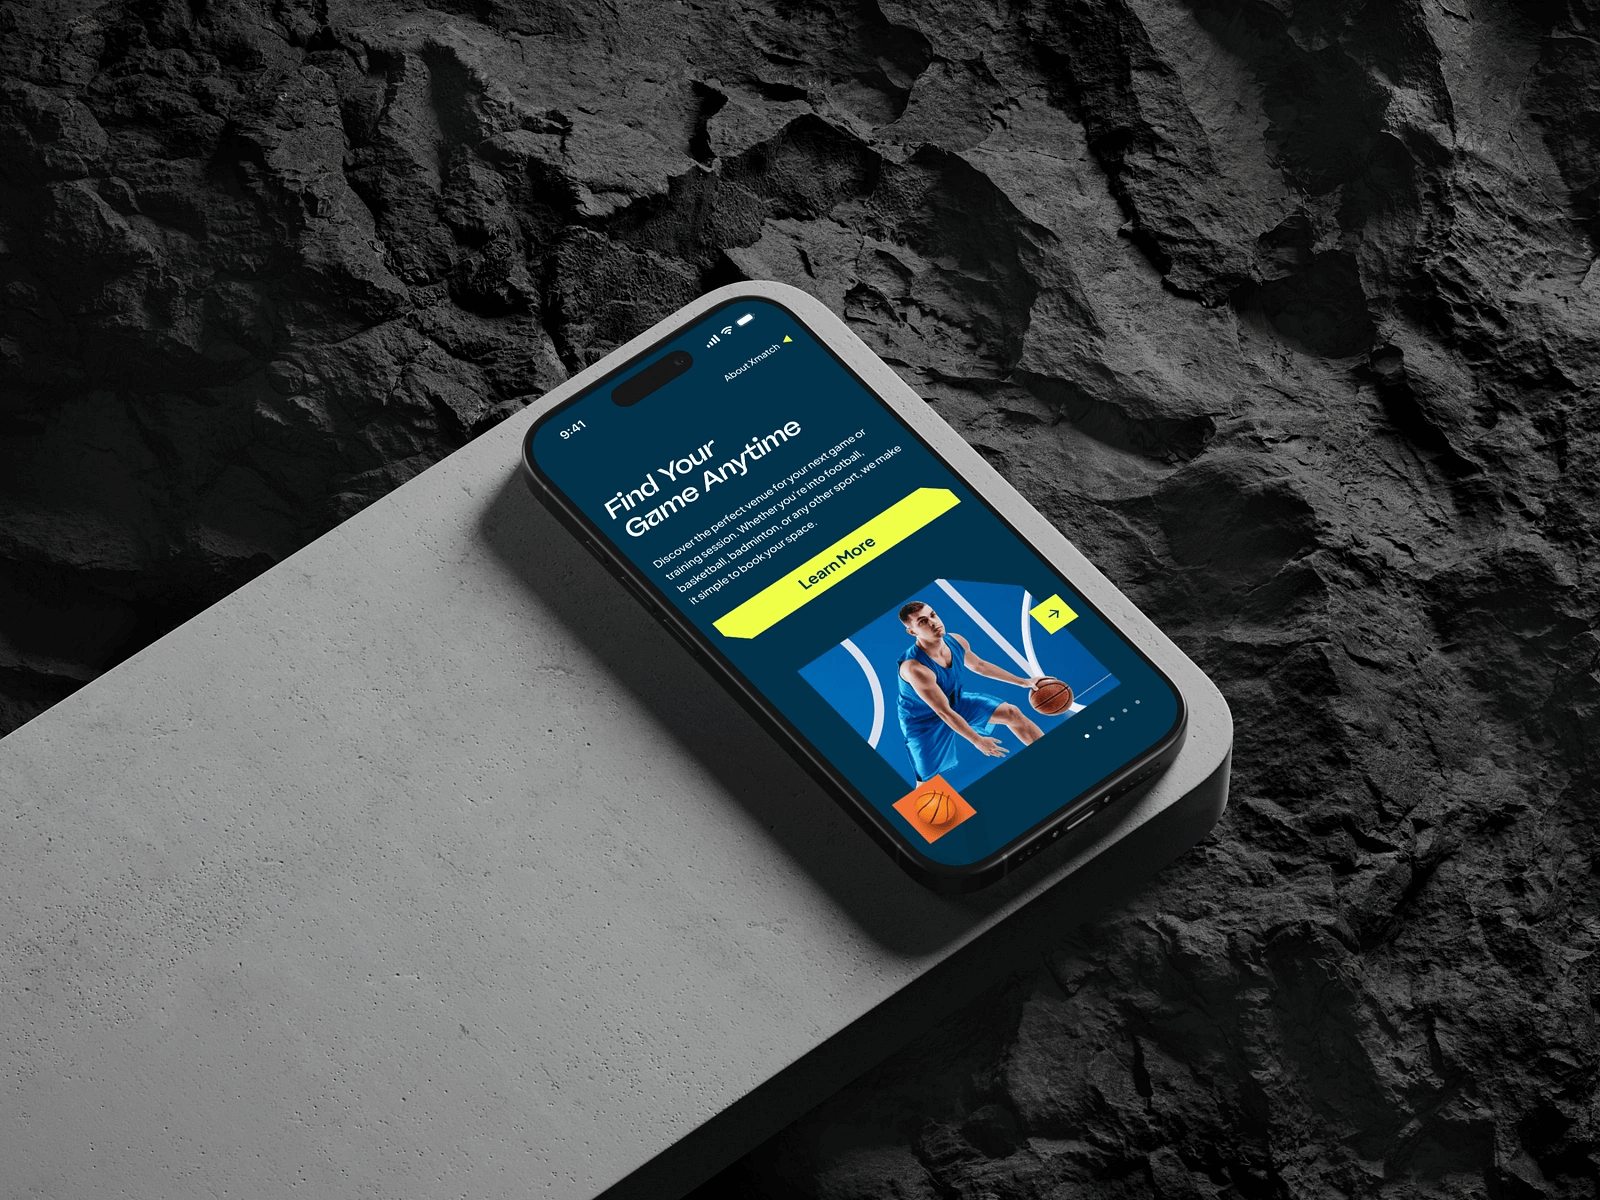 9:41
About Xmatch
Find Your
Game Anytime
Discover the perfect venue for your next game or
training session. Whether you're into football,
basketball, badminton, or any other sport, we make
it simple to book your space.
Learn More